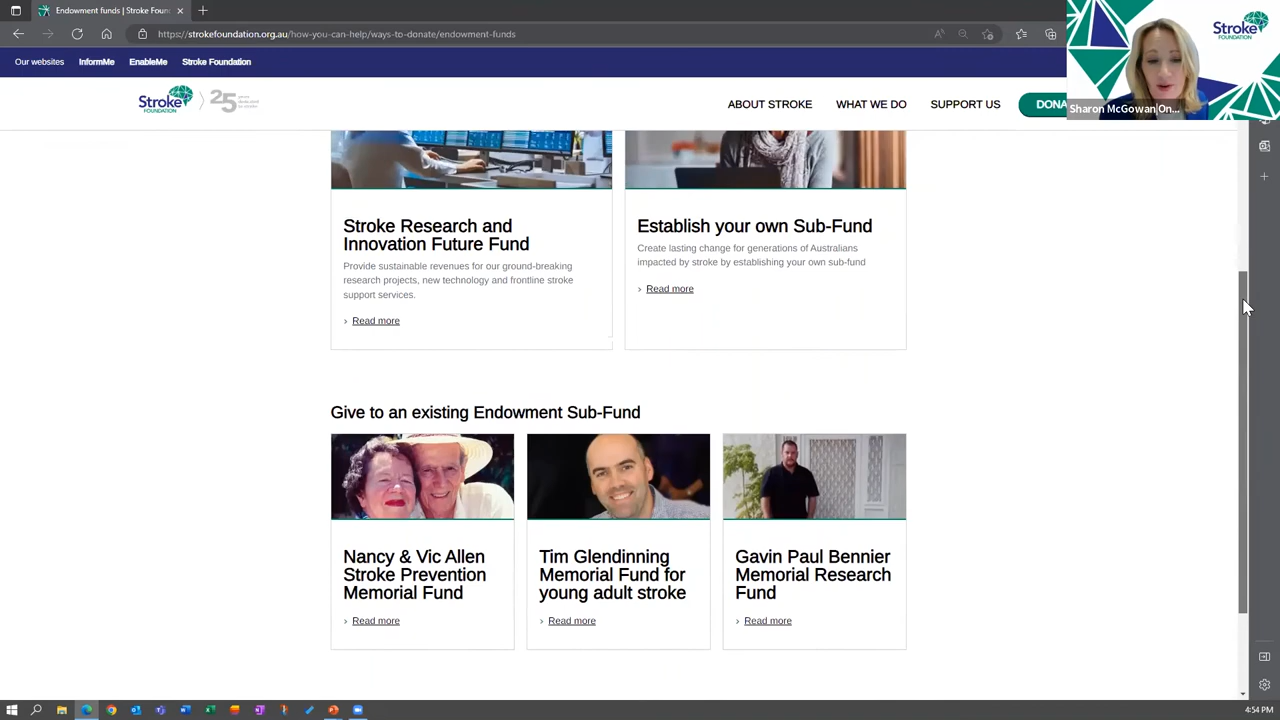 Endowment funds | Stroke Foun
https://strokefoundation.org.au/how-you-can-help/ways-to-donate/endowment-funds
Our websites InformMe EnableMe Stroke Foundation
Stroke
FOUNDATION
25
ABOUT STROKE WHAT WE DO SUPPORT US DONA
Stroke
FOUNDATION
Sharon McGowan|On...
Stroke Research and
Innovation Future Fund
Provide sustainable revenues for our ground-breaking
research projects, new technology and frontline stroke
support services.
› Read more
Establish your own Sub-Fund
Create lasting change for generations of Australians
impacted by stroke by establishing your own sub-fund
› Read more
Give to an existing Endowment Sub-Fund
Nancy & Vic Allen
Stroke Prevention
Memorial Fund
› Read more
Tim Glendinning
Memorial Fund for
young adult stroke
› Read more
Gavin Paul Bennier
Memorial Research
Fund
› Read more
4:54 PM